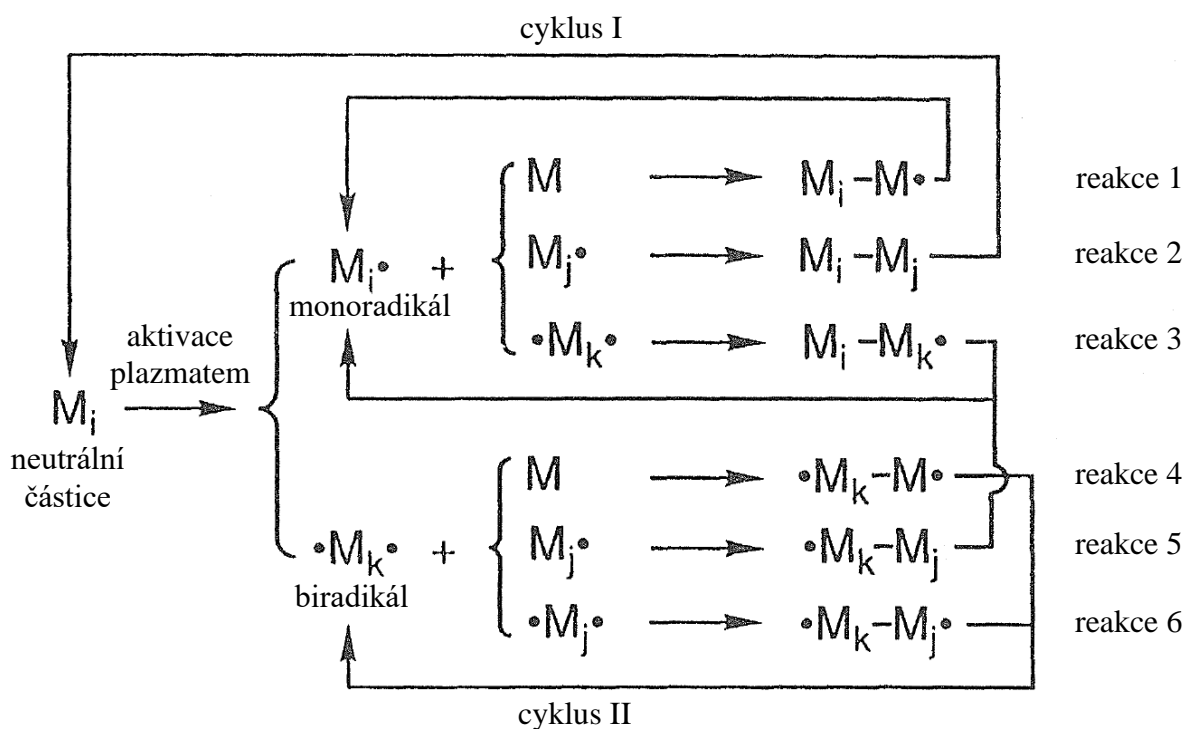 cyklus I
M → Mᵢ–M• reakce 1
Mᵢ• + Mⱼ• → Mᵢ–Mⱼ reakce 2
monoradikál
•Mₖ• → Mᵢ–Mₖ• reakce 3
aktivace
plazmatem
Mᵢ →
neutrální
částice
M → •Mₖ–M• reakce 4
•Mₖ• + Mⱼ• → •Mₖ–Mⱼ reakce 5
biradikál
•Mⱼ• → •Mₖ–Mⱼ• reakce 6
cyklus II